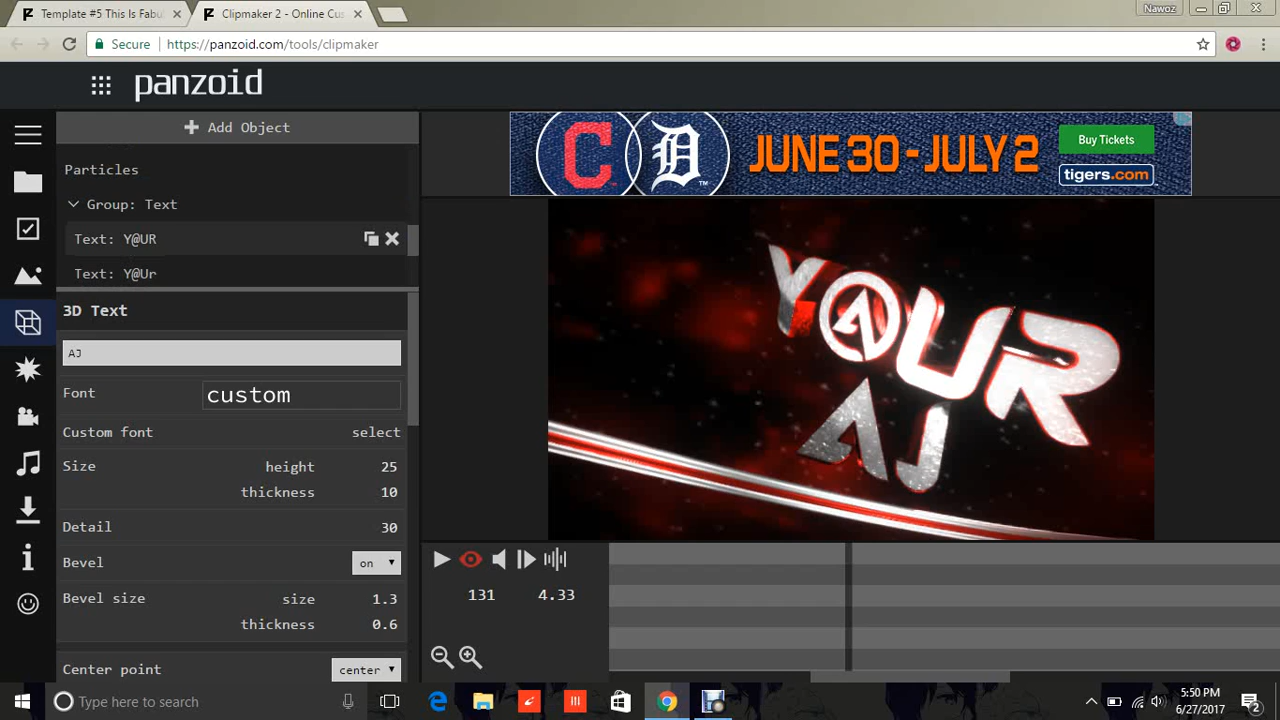 Template #5 This Is Fabu
Clipmaker 2 - Online Cu
Nawoz
Secure
https://panzoid.com/tools/clipmaker
panzoid
Add Object
Particles
Group: Text
Text: Y@UR
Text: Y@Ur
3D Text
AJ
Font custom
Custom font select
Size height 25
thickness 10
Detail 30
Bevel on
Bevel size size 1.3
thickness 0.6
Center point center
C D JUNE 30 - JULY 2
Buy Tickets
tigers.com
Y@UR
AJ
131 4.33
Type here to search
5:50 PM
6/27/2017
2